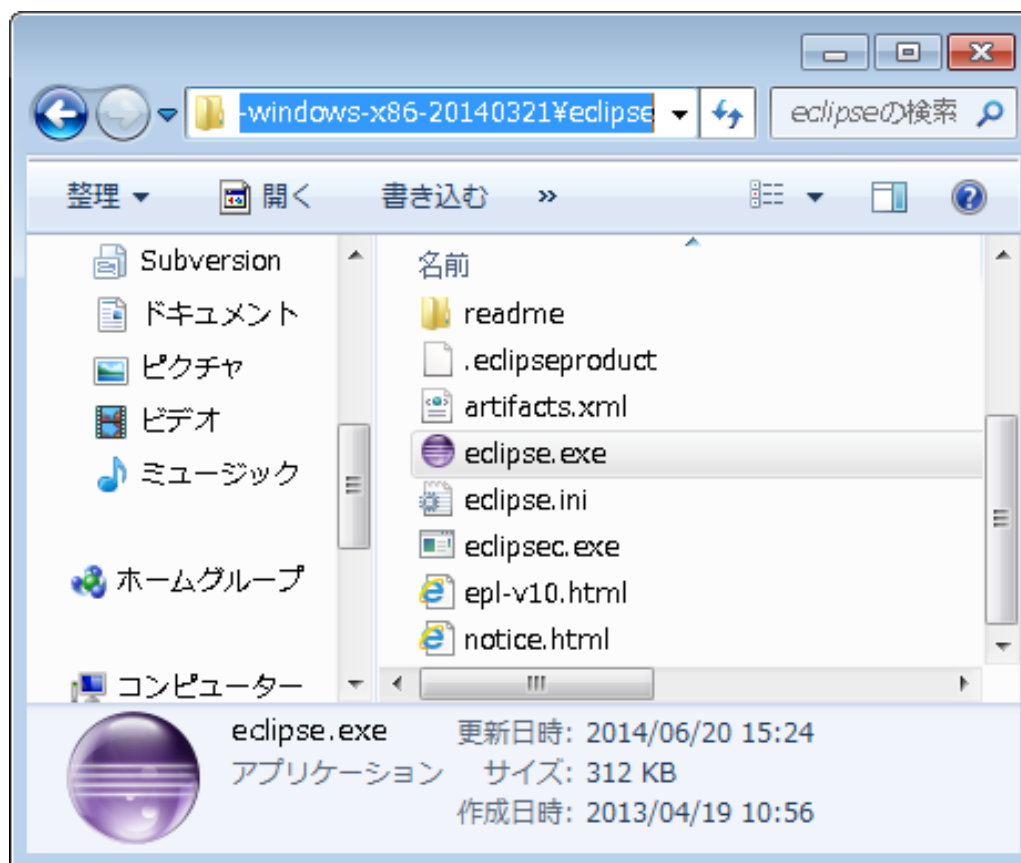 -windows-x86-20140321¥eclipse
eclipseの検索
整理 開く 書き込む »
Subversion
ドキュメント
ピクチャ
ビデオ
ミュージック
ホームグループ
コンピューター
名前
readme
.eclipseproduct
artifacts.xml
eclipse.exe
eclipse.ini
eclipsec.exe
epl-v10.html
notice.html
eclipse.exe 更新日時: 2014/06/20 15:24
アプリケーション サイズ: 312 KB
作成日時: 2013/04/19 10:56